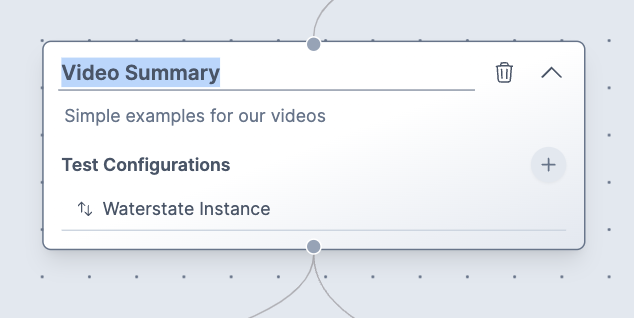 Video Summary
Simple examples for our videos
Test Configurations
Waterstate Instance